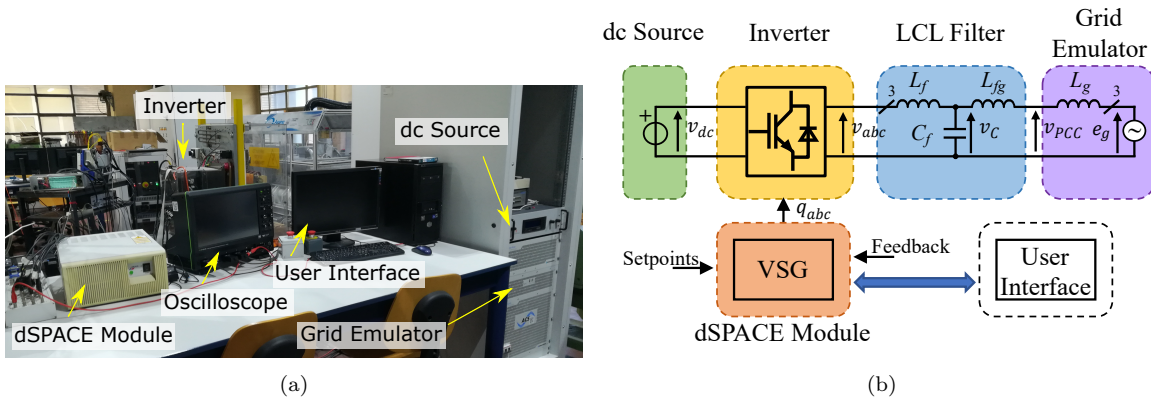 Inverter
dc Source
User Interface
Oscilloscope
dSPACE Module
Grid Emulator
(a)
dc Source
Inverter
LCL Filter
Grid
Emulator
+
v_dc
v_abc
3
L_f
L_fg
C_f
v_C
v_PCC
L_g
3
e_g
~
q_abc
Setpoints
VSG
Feedback
dSPACE Module
User
Interface
(b)